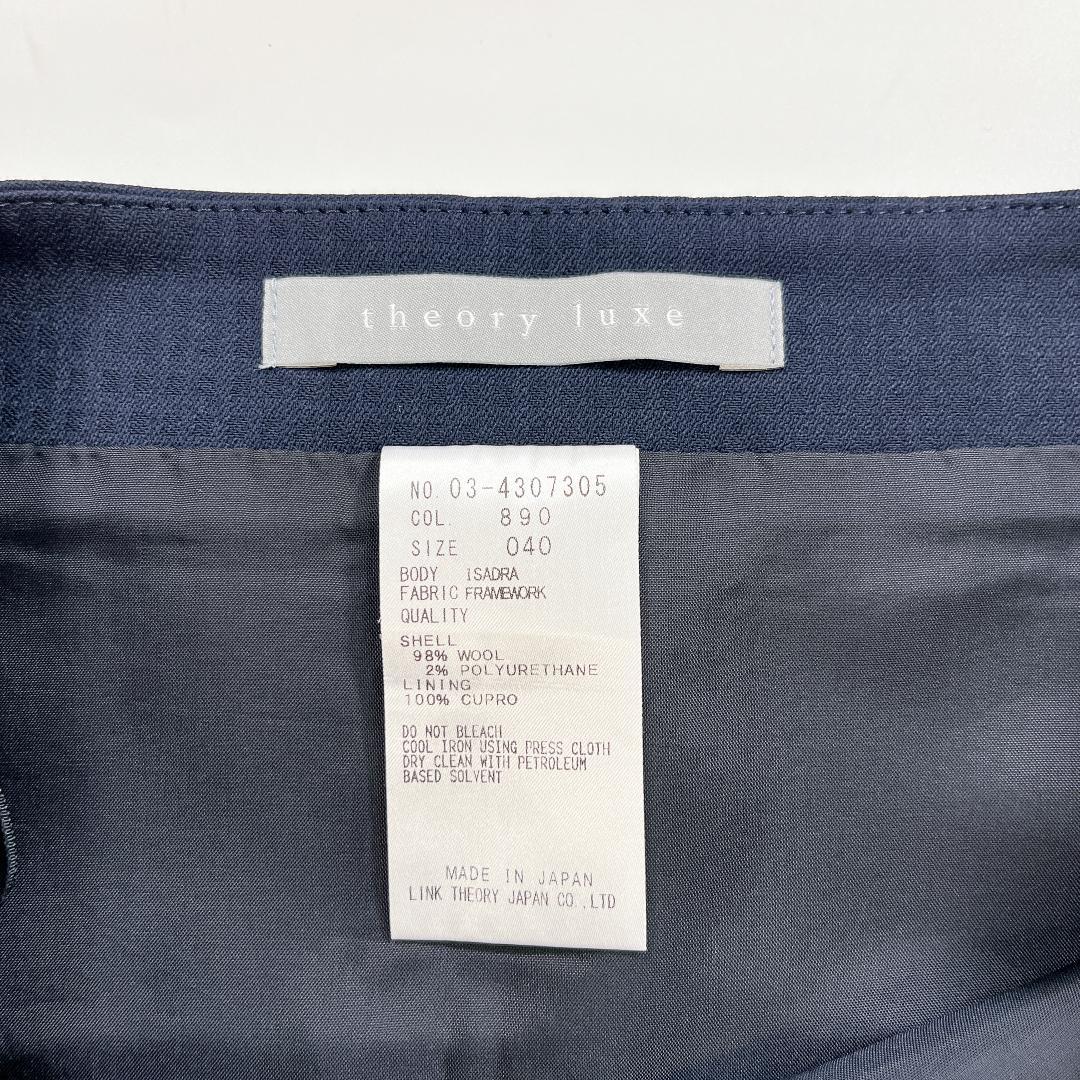 theory luxe
NO. 03-4307305
COL. 890
SIZE 040
BODY ISADRA
FABRIC FRAMEWORK
QUALITY
SHELL
98% WOOL
2% POLYURETHANE
LINING
100% CUPRO
DO NOT BLEACH
COOL IRON USING PRESS CLOTH
DRY CLEAN WITH PETROLEUM
BASED SOLVENT
MADE IN JAPAN
LINK THEORY JAPAN CO.,LTD